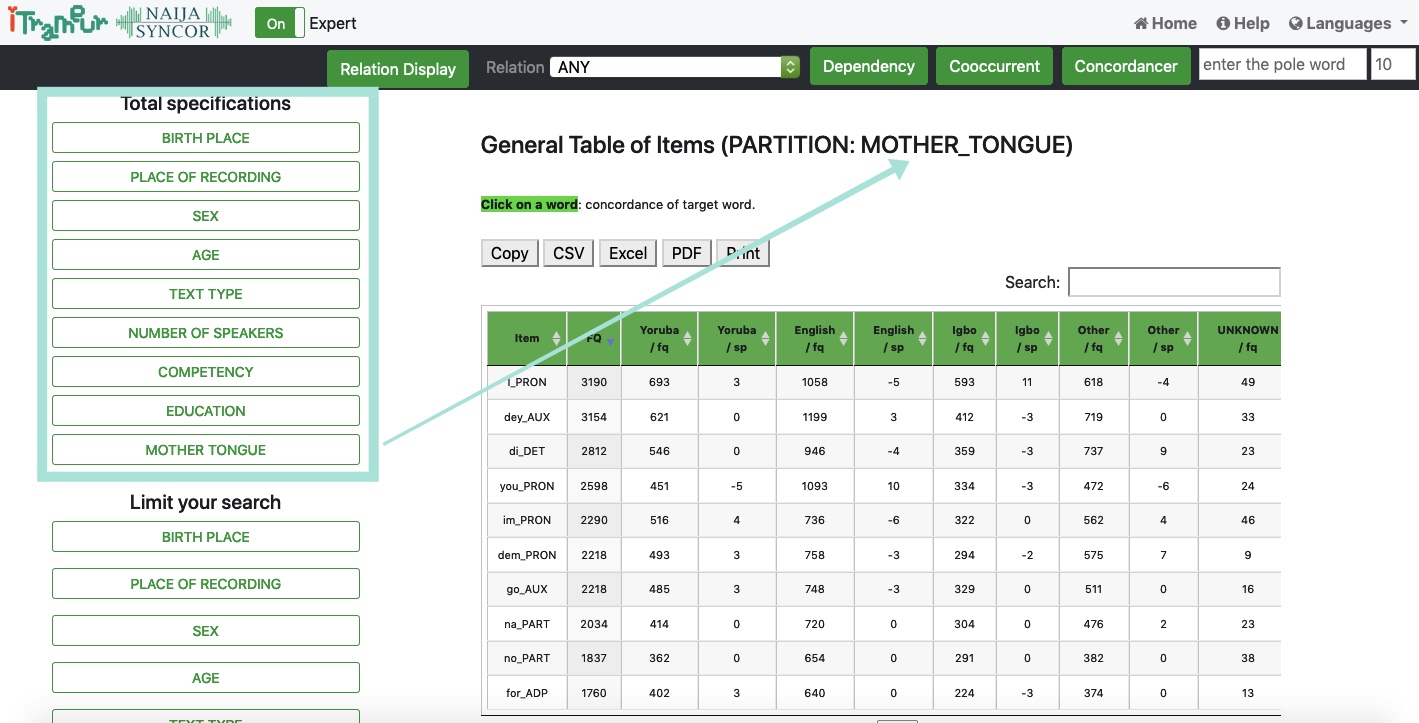 iTrameur NAIJA SYNCOR On Expert Home Help Languages
Relation Display Relation ANY Dependency Cooccurrent Concordancer enter the pole word 10
Total specifications
BIRTH PLACE
PLACE OF RECORDING
SEX
AGE
TEXT TYPE
NUMBER OF SPEAKERS
COMPETENCY
EDUCATION
MOTHER TONGUE
Limit your search
BIRTH PLACE
PLACE OF RECORDING
SEX
AGE
TEXT TYPE
General Table of Items (PARTITION: MOTHER_TONGUE)
Click on a word: concordance of target word.
Copy CSV Excel PDF Print
Search:
Item FQ Yoruba / fq Yoruba / sp English / fq English / sp Igbo / fq Igbo / sp Other / fq Other / sp UNKNOWN / fq
I_PRON 3190 693 3 1058 -5 593 11 618 -4 49
dey_AUX 3154 621 0 1199 3 412 -3 719 0 33
di_DET 2812 546 0 946 -4 359 -3 737 9 23
you_PRON 2598 451 -5 1093 10 334 -3 472 -6 24
im_PRON 2290 516 4 736 -6 322 0 562 4 46
dem_PRON 2218 493 3 758 -3 294 -2 575 7 9
go_AUX 2218 485 3 748 -3 329 0 511 0 16
na_PART 2034 414 0 720 0 304 0 476 2 23
no_PART 1837 362 0 654 0 291 0 382 0 38
for_ADP 1760 402 3 640 0 224 -3 374 0 13